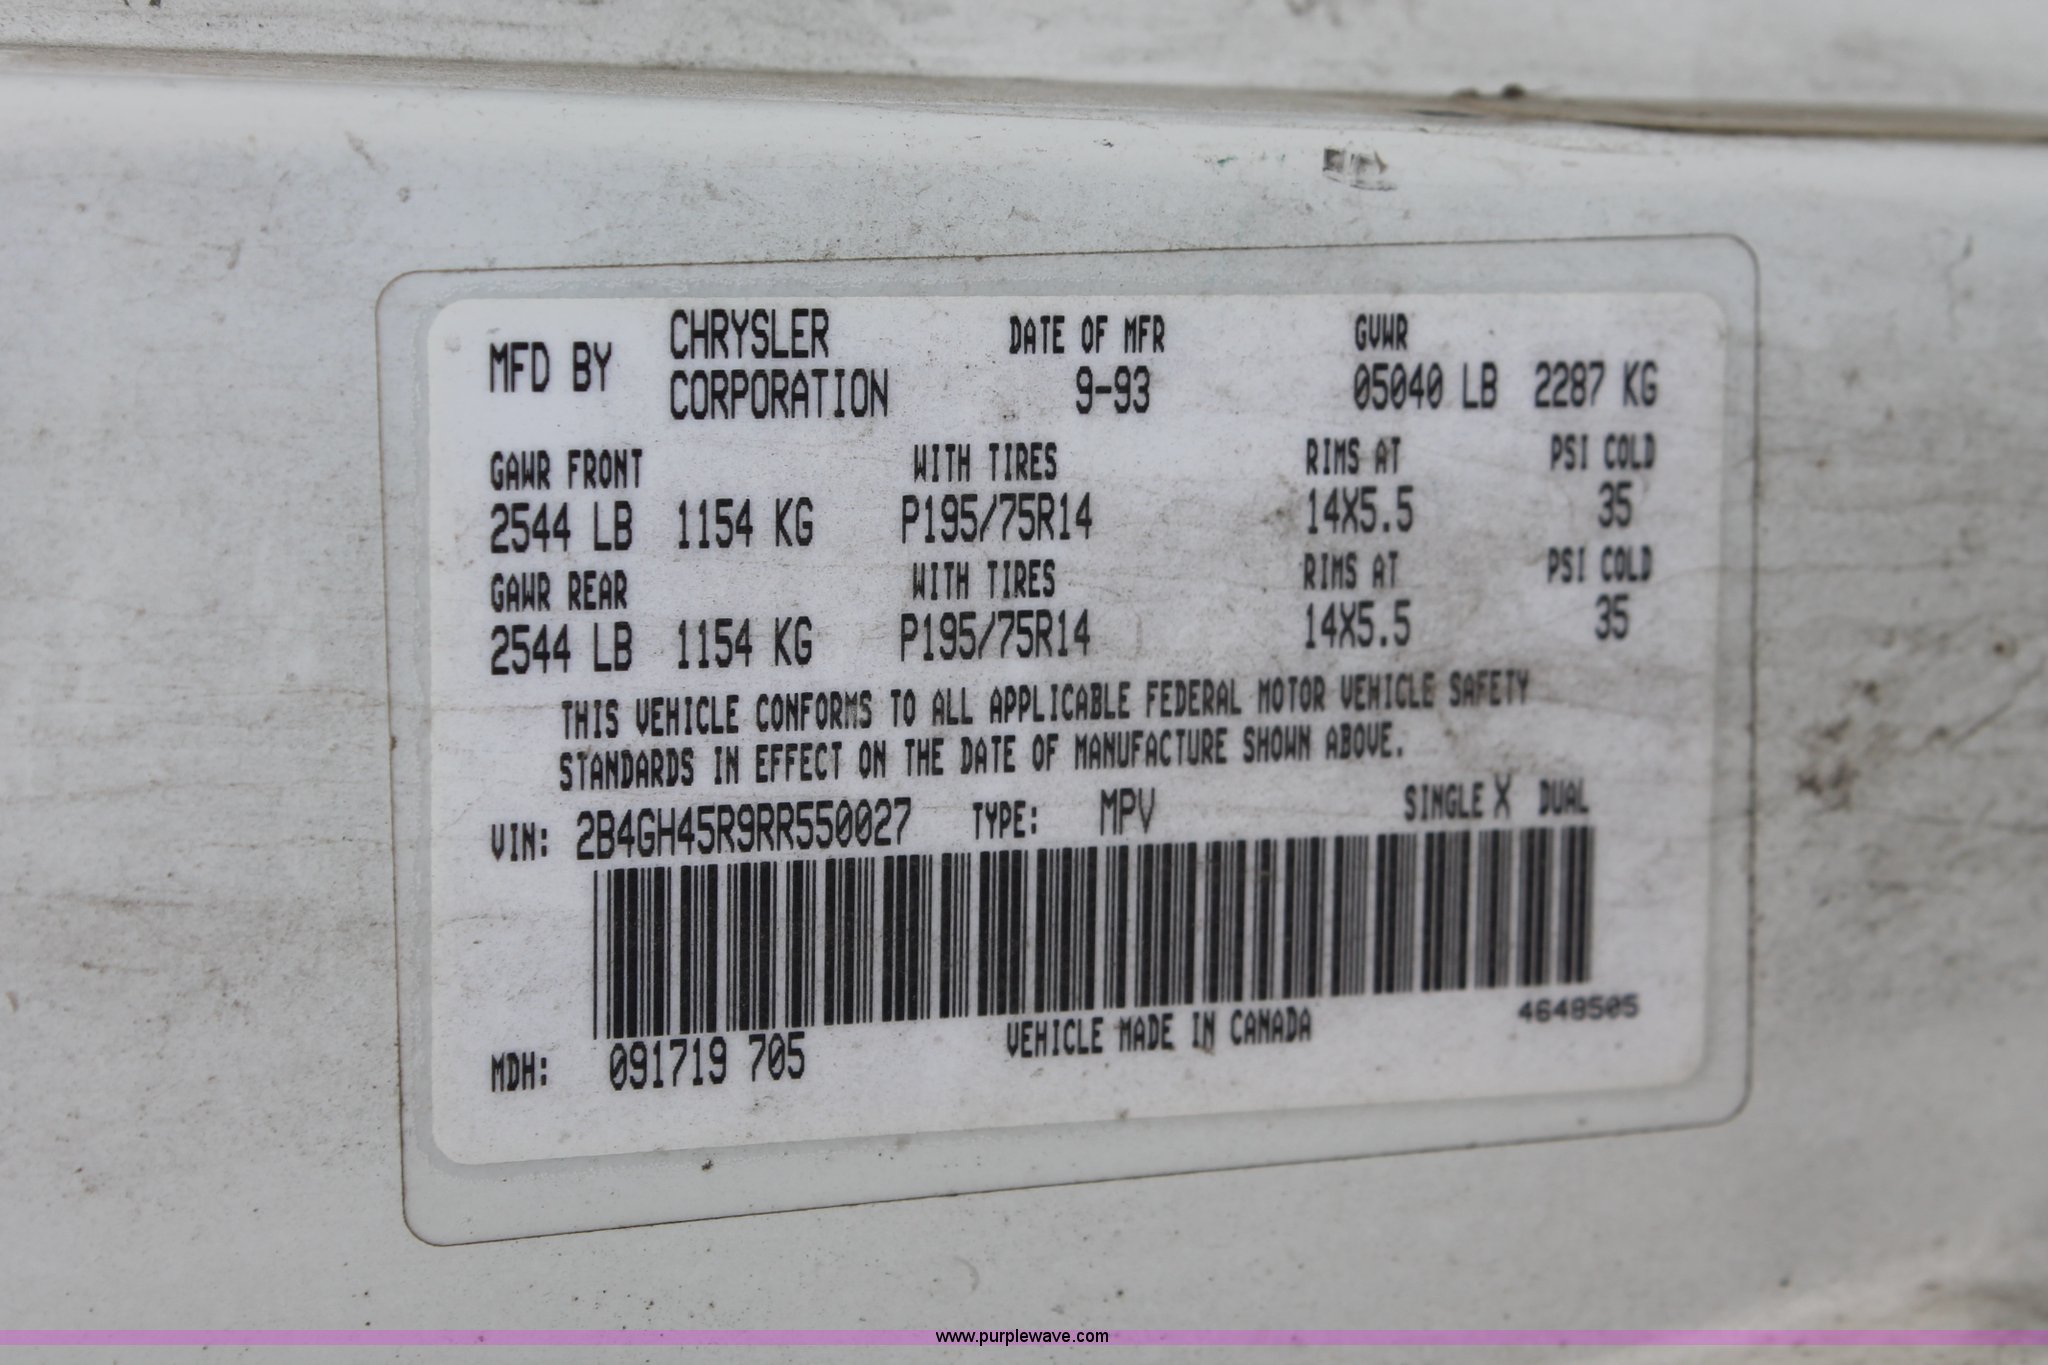 MFD BY CHRYSLER CORPORATION DATE OF MFR 9-93 GVWR 05040 LB 2287 KG
GAWR FRONT WITH TIRES RIMS AT PSI COLD
2544 LB 1154 KG P195/75R14 14X5.5 35
GAWR REAR WITH TIRES RIMS AT PSI COLD
2544 LB 1154 KG P195/75R14 14X5.5 35
THIS VEHICLE CONFORMS TO ALL APPLICABLE FEDERAL MOTOR VEHICLE SAFETY
STANDARDS IN EFFECT ON THE DATE OF MANUFACTURE SHOWN ABOVE.
VIN: 2B4GH45R9RR550027 TYPE: MPV SINGLE X DUAL
MDH: 091719 705 VEHICLE MADE IN CANADA 4648505
www.purplewave.com